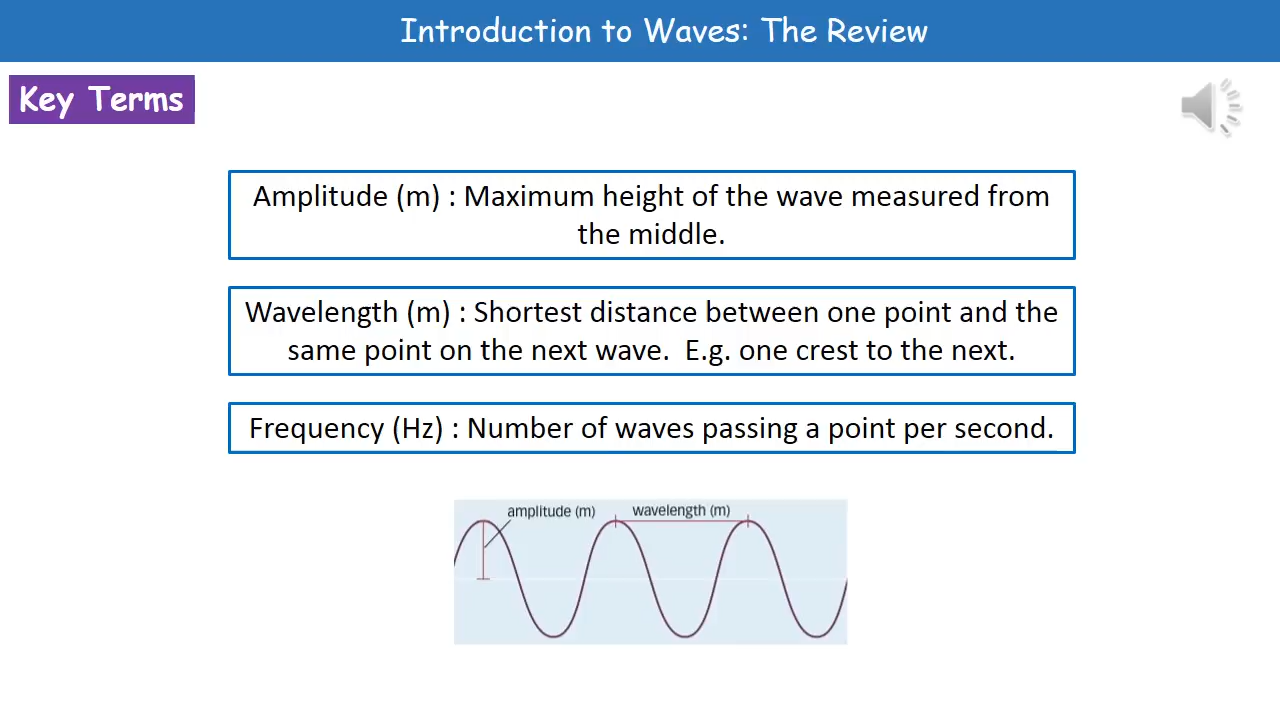 Introduction to Waves: The Review
Key Terms
Amplitude (m) : Maximum height of the wave measured from
the middle.
Wavelength (m) : Shortest distance between one point and the
same point on the next wave.  E.g. one crest to the next.
Frequency (Hz) : Number of waves passing a point per second.
amplitude (m)
wavelength (m)